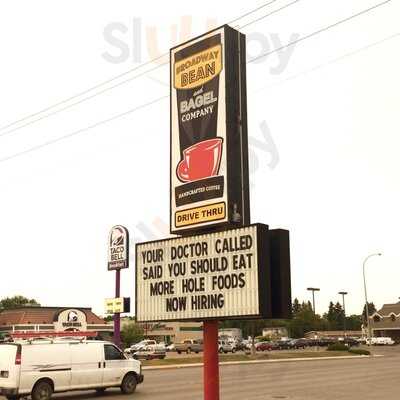 BROADWAY
BEAN
and
BAGEL
COMPANY
HANDCRAFTED COFFEE
DRIVE THRU
YOUR DOCTOR CALLED
SAID YOU SHOULD EAT
MORE HOLE FOODS
NOW HIRING
TACO
BELL
TACO BELL